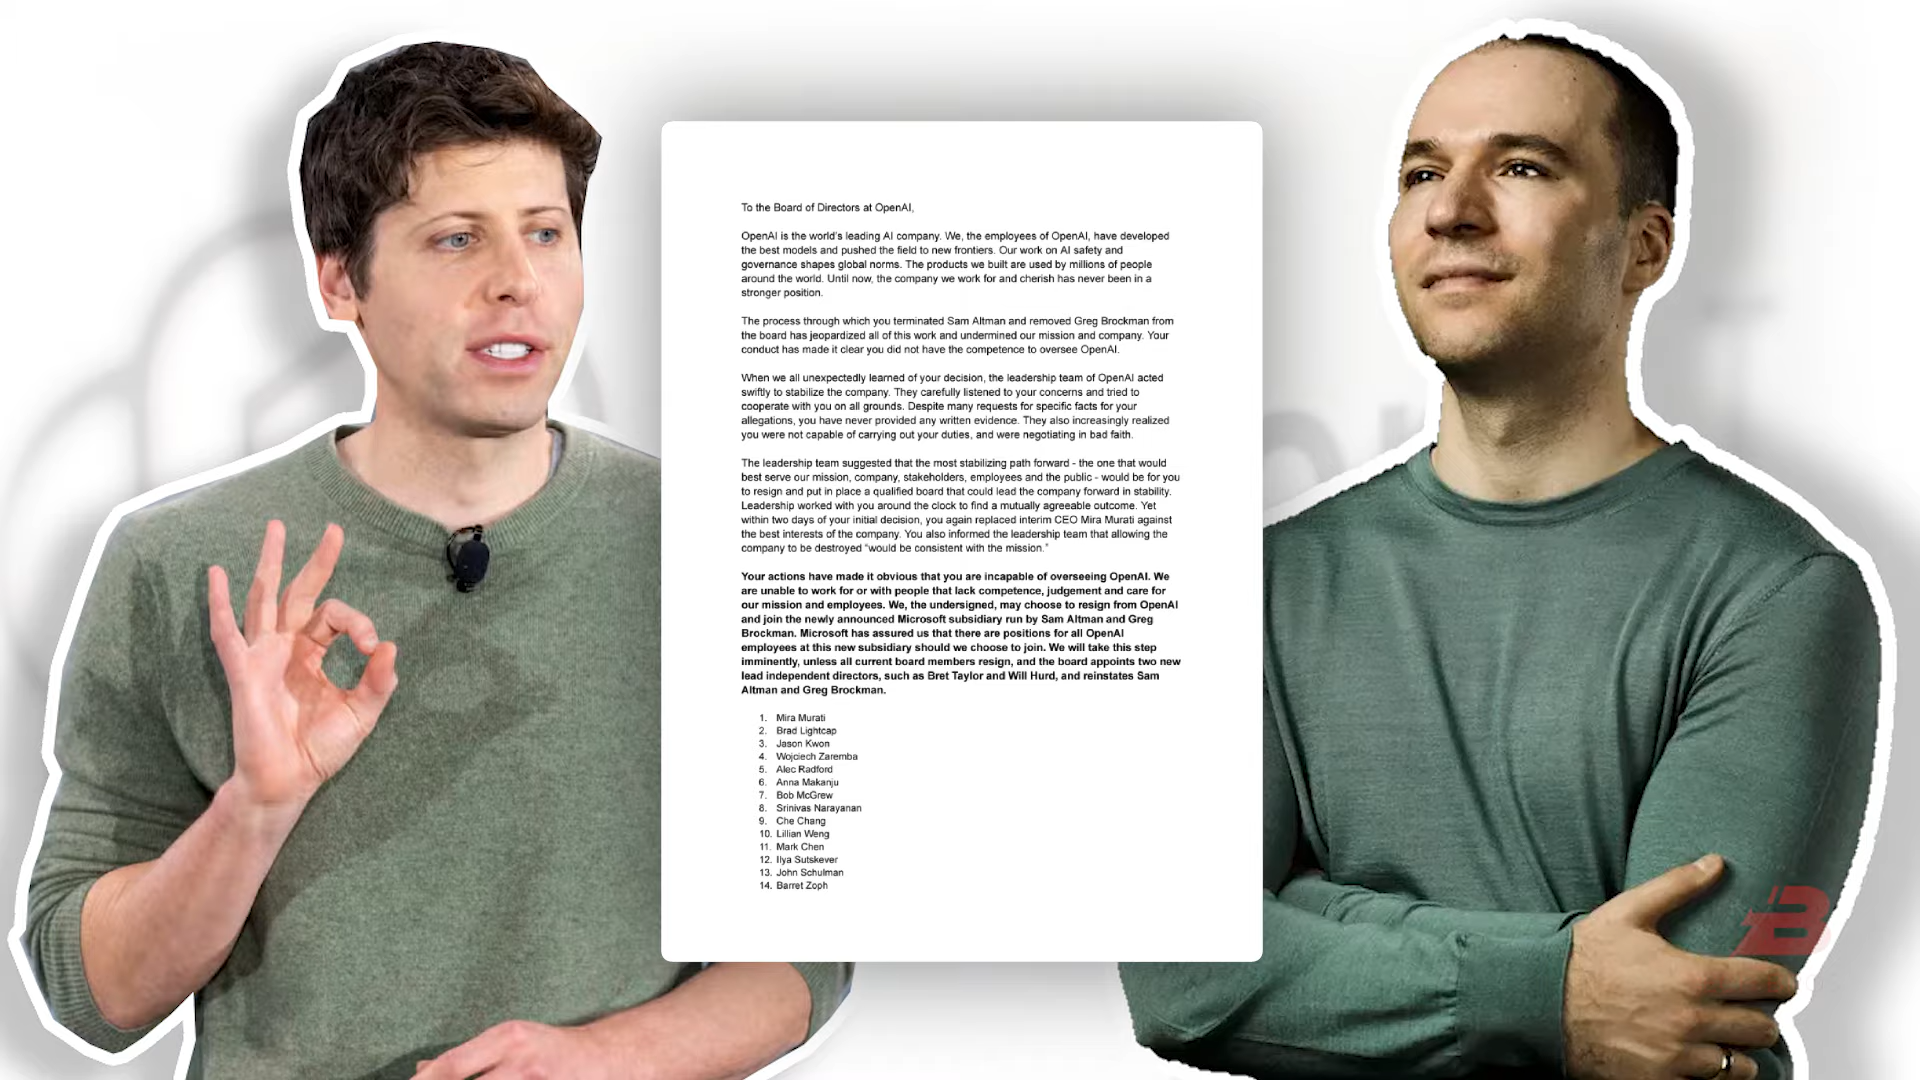 To the Board of Directors at OpenAI,
OpenAI is the world's leading AI company. We, the employees of OpenAI, have developed
the best models and pushed the field to new frontiers. Our work on AI safety and
governance shapes global norms. The products we built are used by millions of people
around the world. Until now, the company we work for and cherish has never been in a
stronger position.
The process through which you terminated Sam Altman and removed Greg Brockman from
the board has jeopardized all of this work and undermined our mission and company. Your
conduct has made it clear you did not have the competence to oversee OpenAI.
When we all unexpectedly learned of your decision, the leadership team of OpenAI acted
swiftly to stabilize the company. They carefully listened to your concerns and tried to
cooperate with you on all grounds. Despite many requests for specific facts for your
allegations, you have never provided any written evidence. They also increasingly realized
you were not capable of carrying out your duties, and were negotiating in bad faith.
The leadership team suggested that the most stabilizing path forward - the one that would
best serve our mission, company, stakeholders, employees and the public - would be for you
to resign and put in place a qualified board that could lead the company forward in stability.
Leadership worked with you around the clock to find a mutually agreeable outcome. Yet
within two days of your initial decision, you again replaced interim CEO Mira Murati against
the best interests of the company. You also informed the leadership team that allowing the
company to be destroyed “would be consistent with the mission.”
Your actions have made it obvious that you are incapable of overseeing OpenAI. We
are unable to work for or with people that lack competence, judgement and care for
our mission and employees. We, the undersigned, may choose to resign from OpenAI
and join the newly announced Microsoft subsidiary run by Sam Altman and Greg
Brockman. Microsoft has assured us that there are positions for all OpenAI
employees at this new subsidiary should we choose to join. We will take this step
imminently, unless all current board members resign, and the board appoints two new
lead independent directors, such as Bret Taylor and Will Hurd, and reinstates Sam
Altman and Greg Brockman.
1. Mira Murati
2. Brad Lightcap
3. Jason Kwon
4. Wojciech Zaremba
5. Alec Radford
6. Anna Makanju
7. Bob McGrew
8. Srinivas Narayanan
9. Che Chang
10. Lillian Weng
11. Mark Chen
12. Ilya Sutskever
13. John Schulman
14. Barret Zoph
B